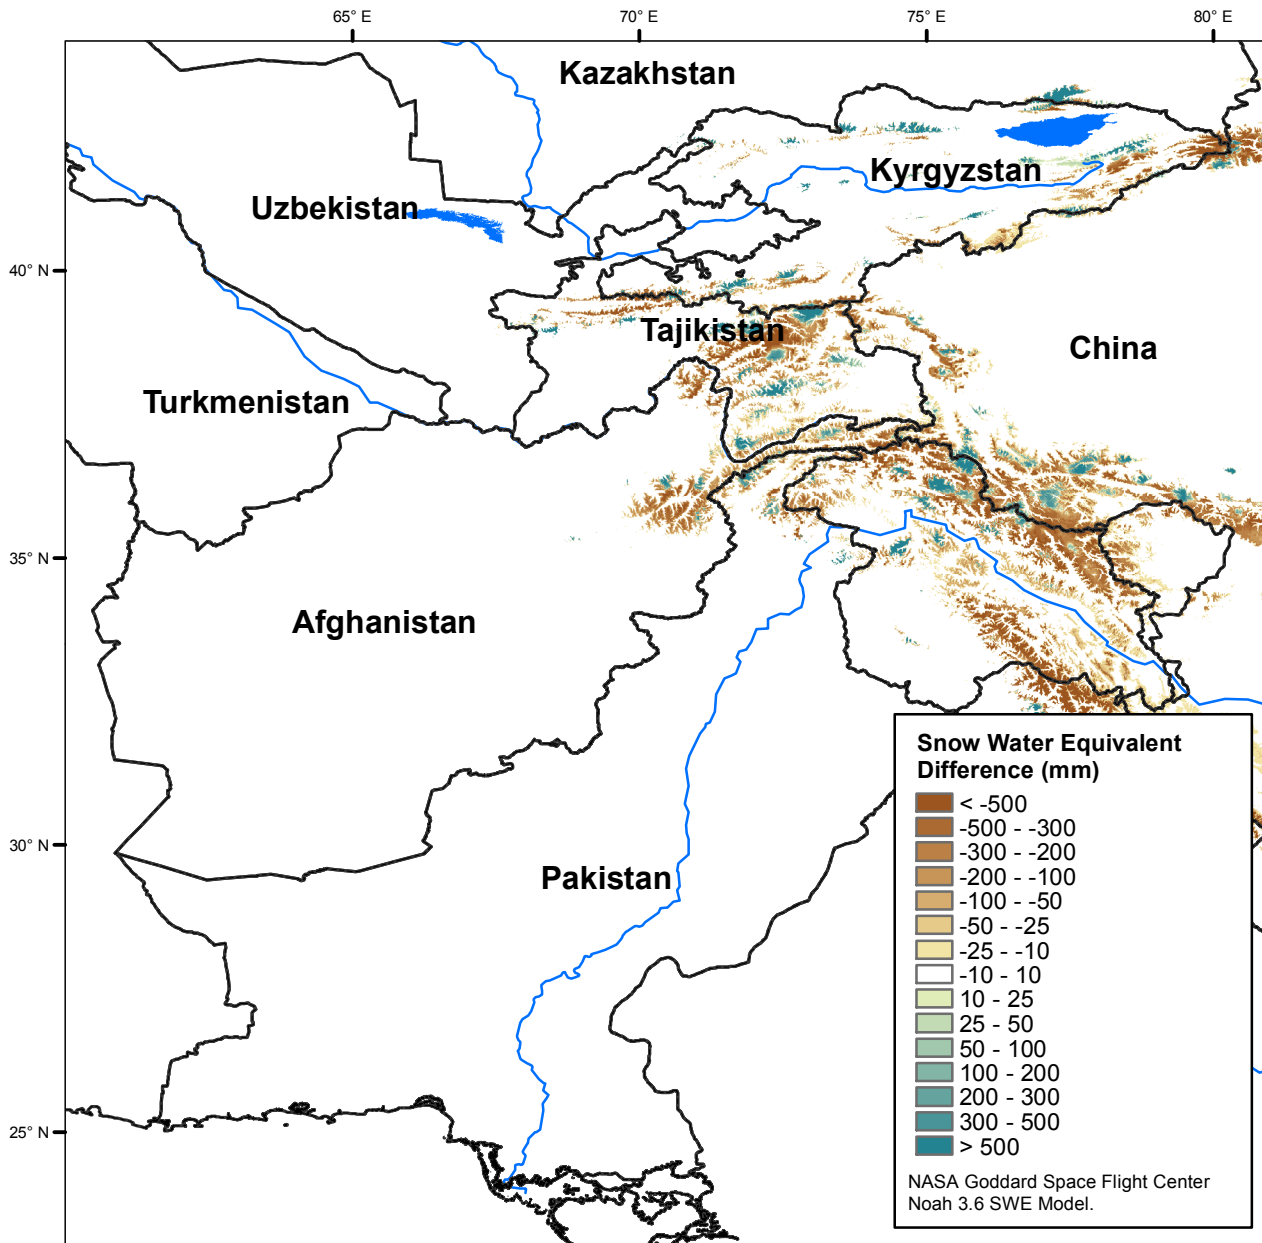 65° E
70° E
75° E
80° E
Kazakhstan
Kyrgyzstan
Uzbekistan
40° N
Tajikistan
China
Turkmenistan
35° N
Afghanistan
Snow Water Equivalent
Difference (mm)
< -500
-500 - -300
-300 - -200
-200 - -100
-100 - -50
-50 - -25
-25 - -10
-10 - 10
10 - 25
25 - 50
50 - 100
100 - 200
200 - 300
300 - 500
> 500
NASA Goddard Space Flight Center
Noah 3.6 SWE Model.
30° N
Pakistan
25° N